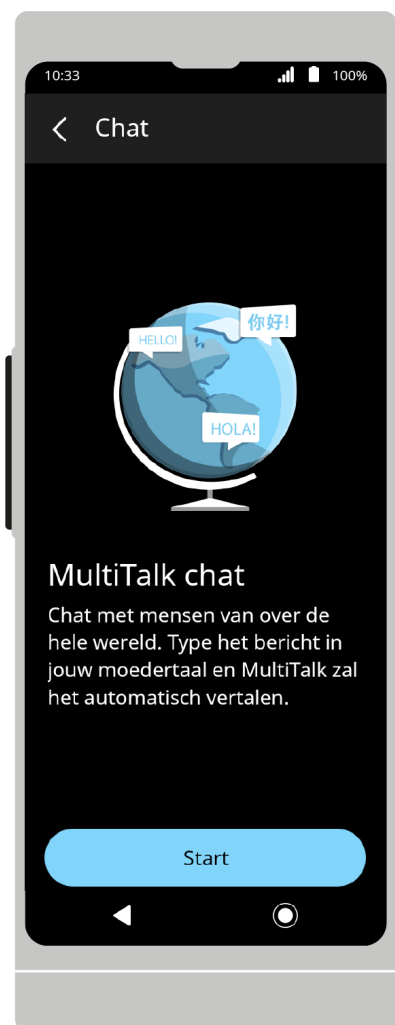 10:33
100%
Chat
HELLO!
你好!
HOLA!
MultiTalk chat
Chat met mensen van over de
hele wereld. Type het bericht in
jouw moedertaal en MultiTalk zal
het automatisch vertalen.
Start